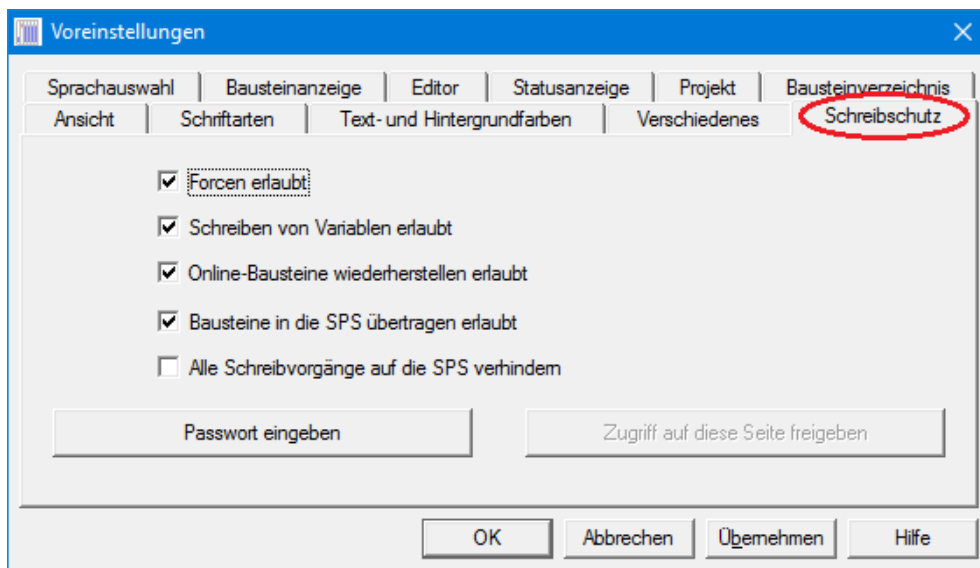 Voreinstellungen
Sprachauswahl Bausteinanzeige Editor Statusanzeige Projekt Bausteinverzeichnis
Ansicht Schriftarten Text- und Hintergrundfarben Verschiedenes Schreibschutz
Forcen erlaubt
Schreiben von Variablen erlaubt
Online-Bausteine wiederherstellen erlaubt
Bausteine in die SPS übertragen erlaubt
Alle Schreibvorgänge auf die SPS verhindern
Passwort eingeben Zugriff auf diese Seite freigeben
OK Abbrechen Übernehmen Hilfe